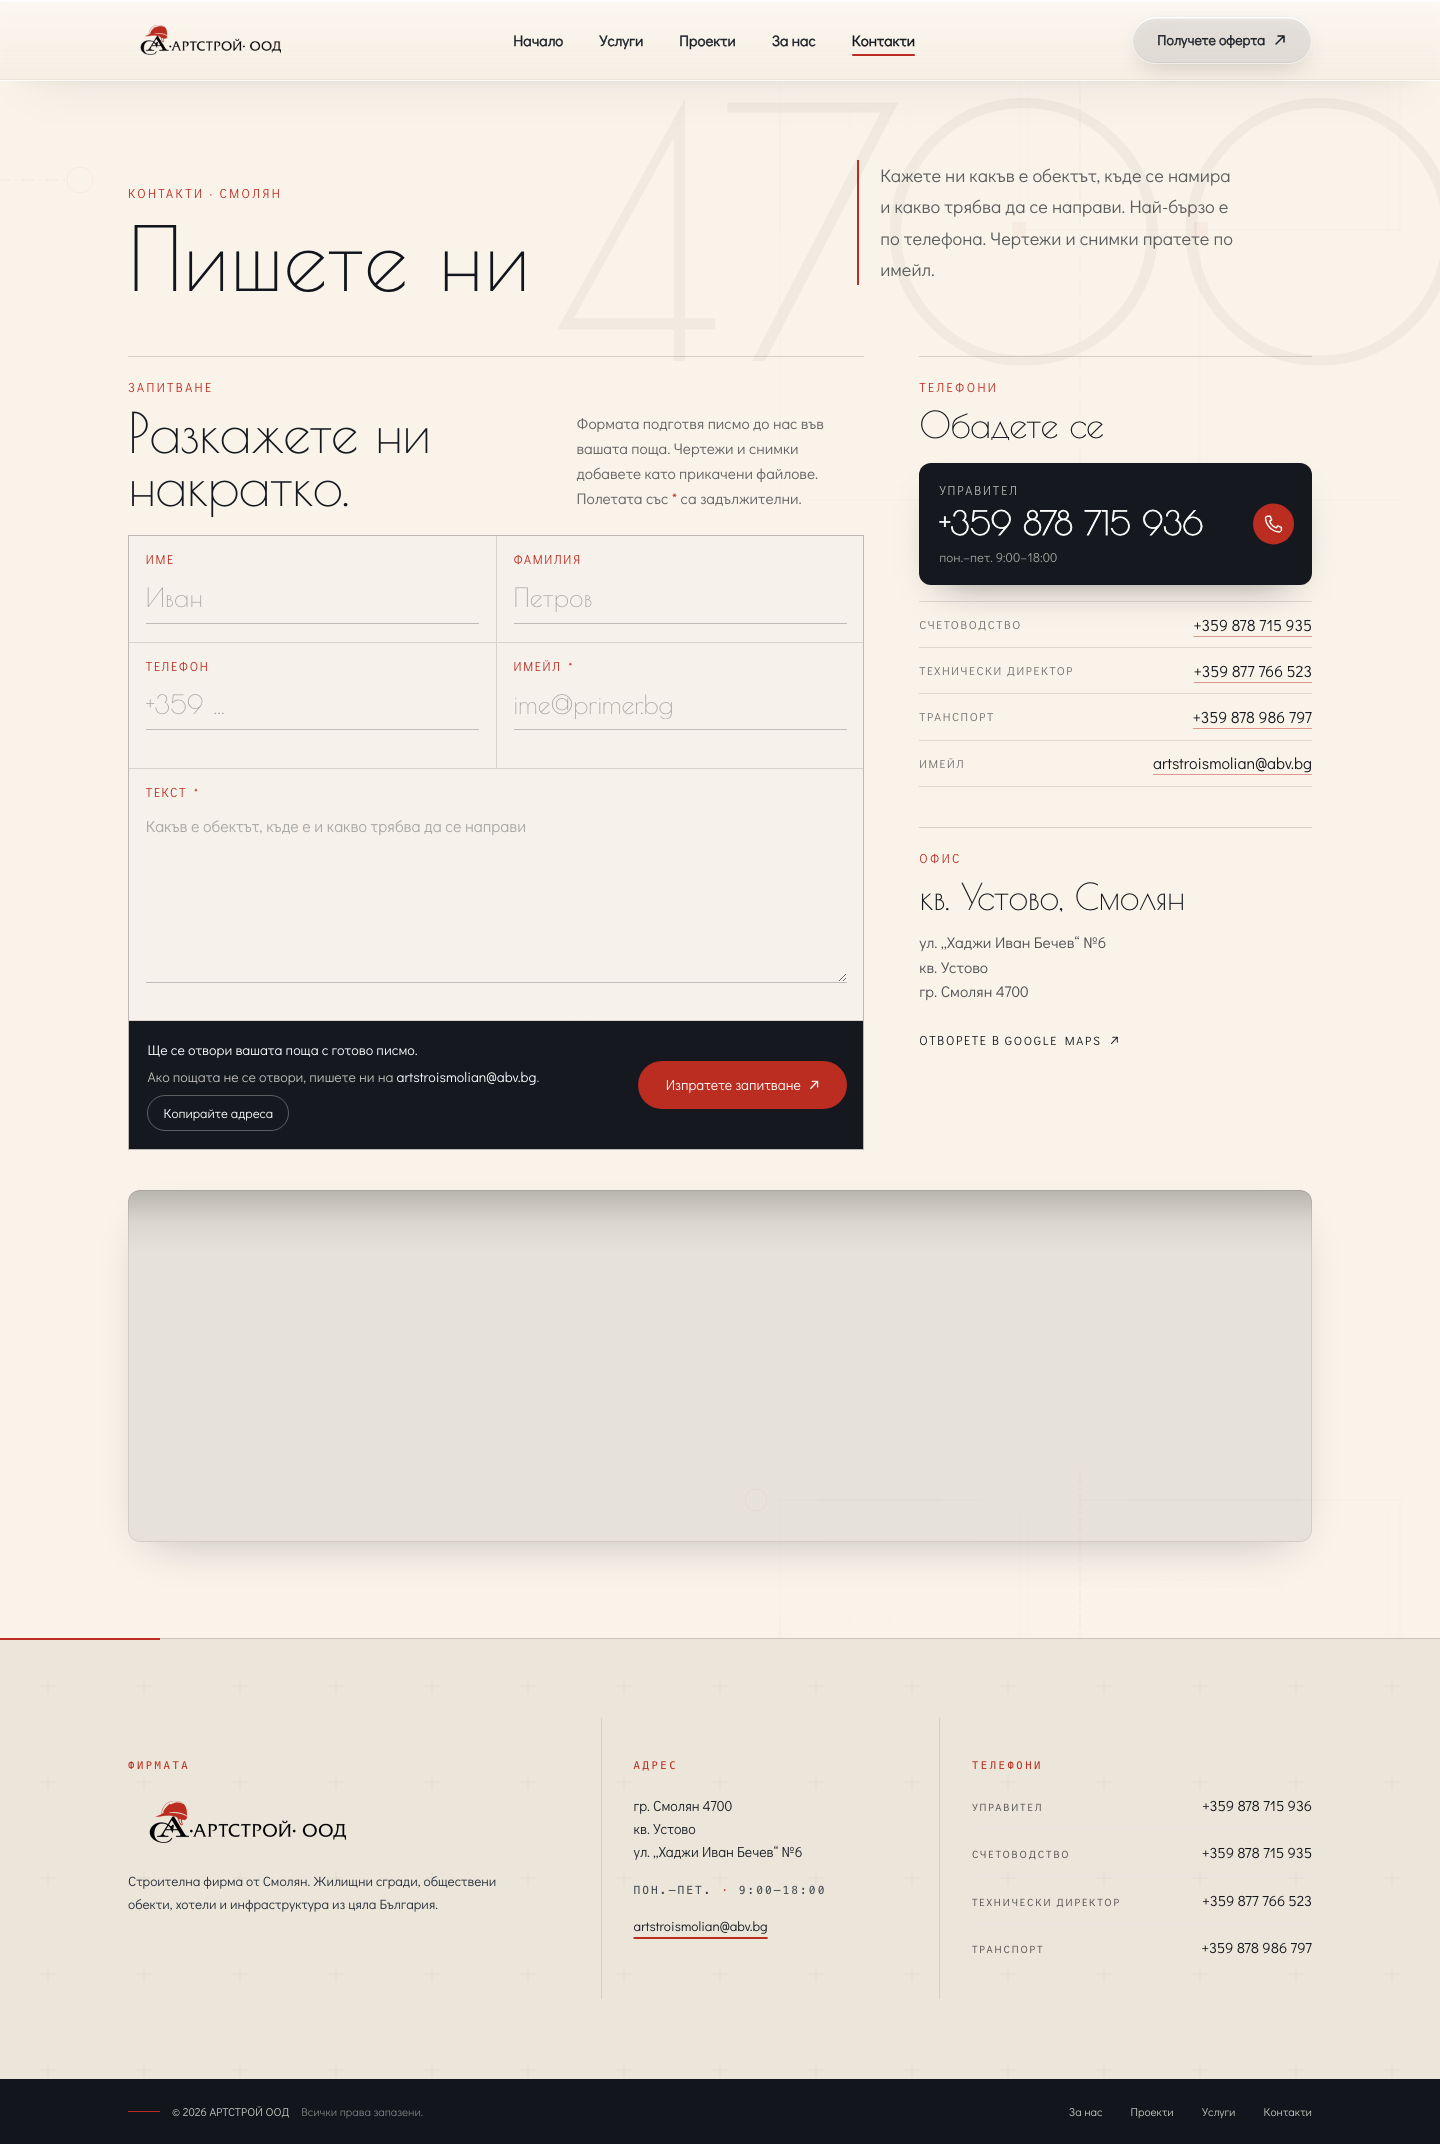 АРТСТРОЙ· ООД
Начало
Услуги
Проекти
За нас
Контакти
Получете оферта
4700
КОНТАКТИ · СМОЛЯН
Пишете ни
Кажете ни какъв е обектът, къде се намира
и какво трябва да се направи. Най-бързо е
по телефона. Чертежи и снимки пратете по
имейл.
ЗАПИТВАНЕ
Разкажете ни
накратко.
Формата подготвя писмо до нас във
вашата поща. Чертежи и снимки
добавете като прикачени файлове.
Полетата със * са задължителни.
ИМЕ
Иван
ФАМИЛИЯ
Петров
ТЕЛЕФОН
+359 ...
ИМЕЙЛ *
ime@primer.bg
ТЕКСТ *
Какъв е обектът, къде е и какво трябва да се направи
Ще се отвори вашата поща с готово писмо.
Ако пощата не се отвори, пишете ни на artstroismolian@abv.bg.
Копирайте адреса
Изпратете запитване
ТЕЛЕФОНИ
Обадете се
УПРАВИТЕЛ
+359 878 715 936
пон.–пет. 9:00–18:00
СЧЕТОВОДСТВО +359 878 715 935
ТЕХНИЧЕСКИ ДИРЕКТОР +359 877 766 523
ТРАНСПОРТ +359 878 986 797
ИМЕЙЛ artstroismolian@abv.bg
ОФИС
кв. Устово, Смолян
ул. „Хаджи Иван Бечев“ №6
кв. Устово
гр. Смолян 4700
ОТВОРЕТЕ В GOOGLE MAPS
ФИРМАТА
АРТСТРОЙ· ООД
Строителна фирма от Смолян. Жилищни сгради, обществени
обекти, хотели и инфраструктура из цяла България.
АДРЕС
гр. Смолян 4700
кв. Устово
ул. „Хаджи Иван Бечев“ №6
ПОН.–ПЕТ. · 9:00–18:00
artstroismolian@abv.bg
ТЕЛЕФОНИ
УПРАВИТЕЛ +359 878 715 936
СЧЕТОВОДСТВО +359 878 715 935
ТЕХНИЧЕСКИ ДИРЕКТОР +359 877 766 523
ТРАНСПОРТ +359 878 986 797
© 2026 АРТСТРОЙ ООД Всички права запазени.
За нас
Проекти
Услуги
Контакти